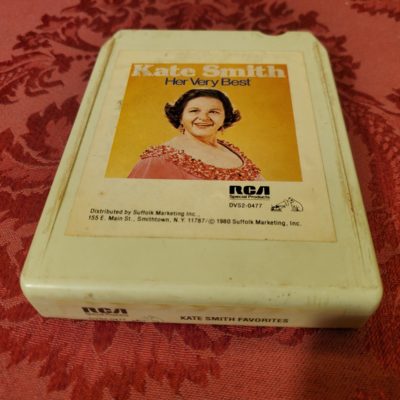 Kate Smith
Her Very Best
RCA
Special Products
DVS2-0477
Distributed by Suffolk Marketing Inc.,
155 E. Main St., Smithtown, N.Y. 11787/© 1980 Suffolk Marketing, Inc.
RCA
KATE SMITH FAVORITES